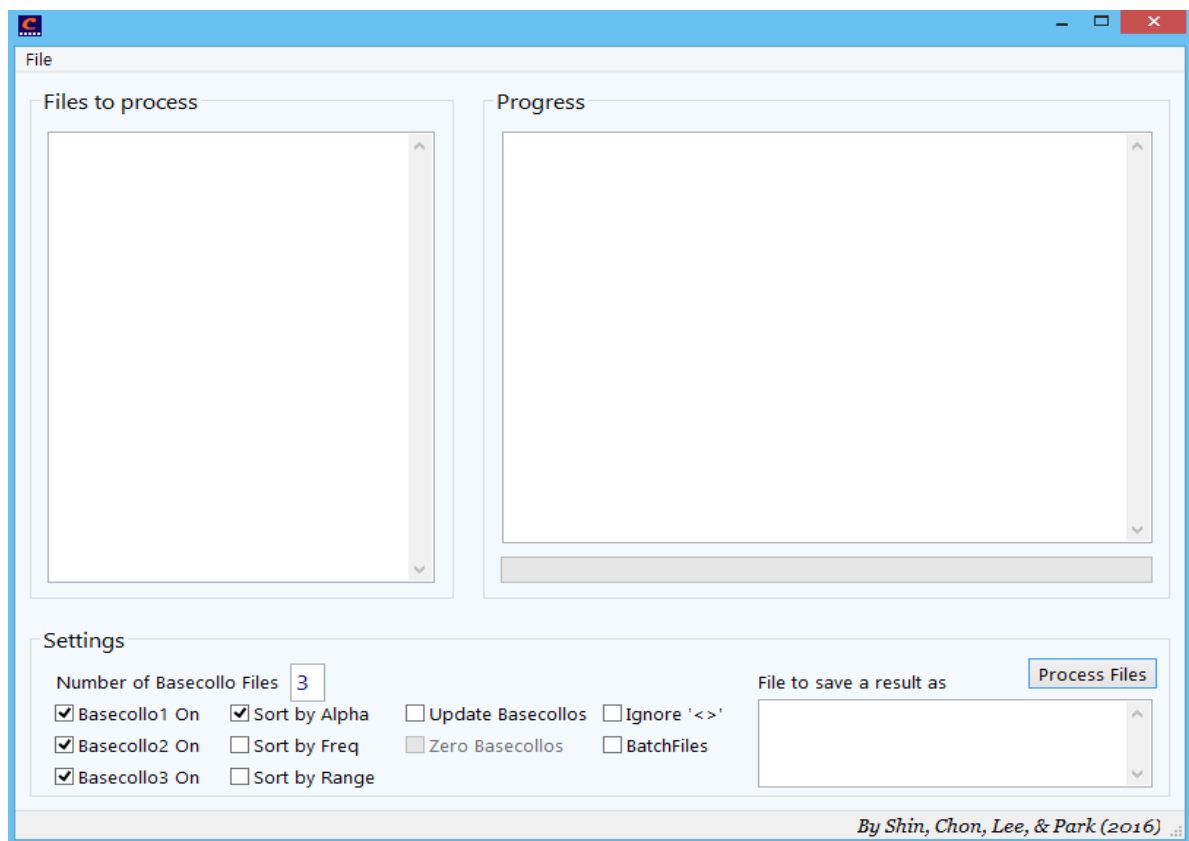 C
File
Files to process
Progress
Settings
Number of Basecollo Files 3
Process Files
File to save a result as
Basecollo1 On Sort by Alpha Update Basecollos Ignore '<>'
Basecollo2 On Sort by Freq Zero Basecollos BatchFiles
Basecollo3 On Sort by Range
By Shin, Chon, Lee, & Park (2016)